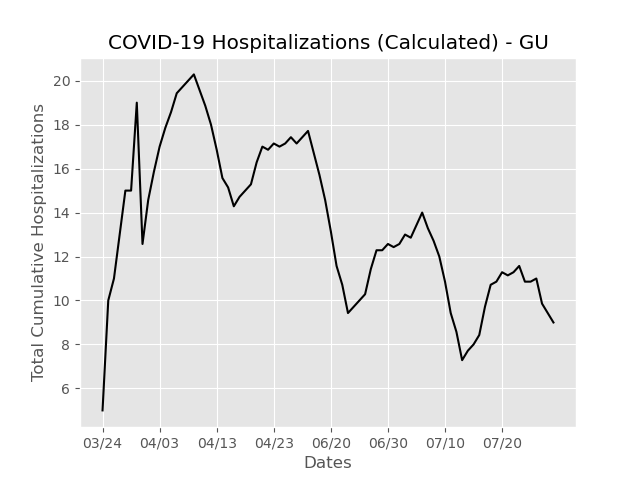 COVID-19 Hospitalizations (Calculated) - GU
Total Cumulative Hospitalizations
20
18
16
14
12
10
8
6
03/24 04/03 04/13 04/23 06/20 06/30 07/10 07/20
Dates